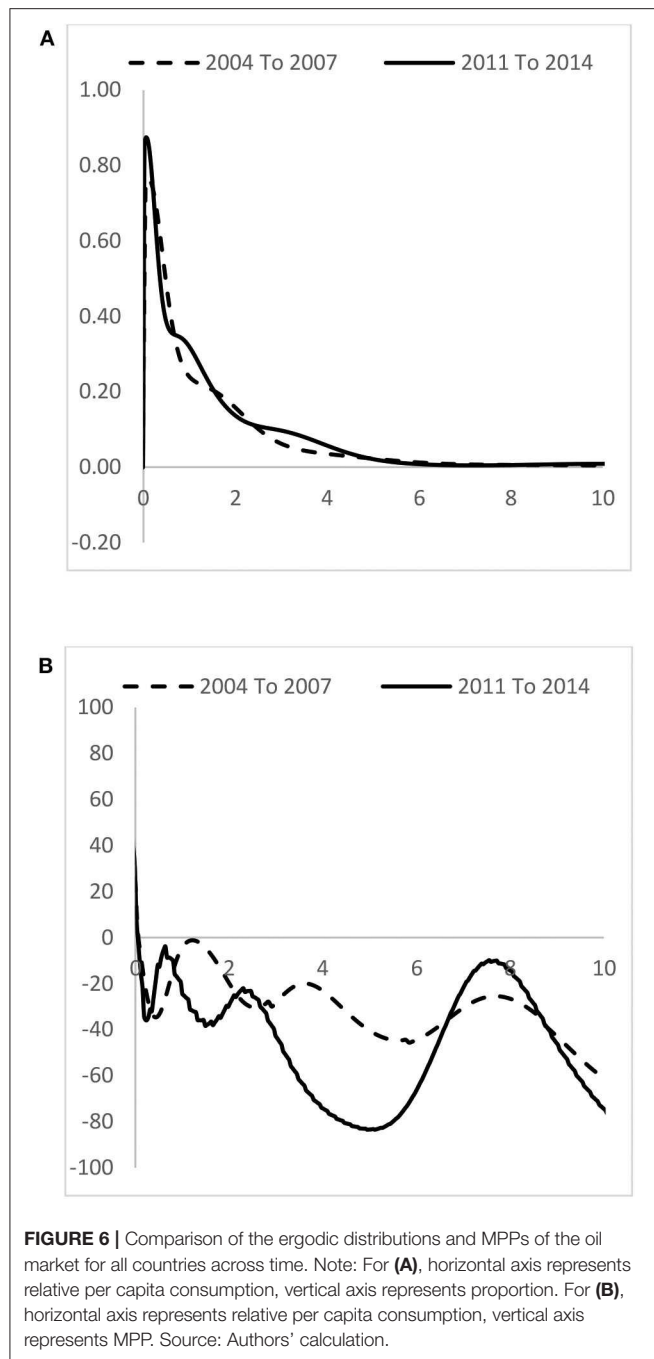 A
2004 To 2007 2011 To 2014
1.00
0.80
0.60
0.40
0.20
0.00
0 2 4 6 8 10
-0.20
B
2004 To 2007 2011 To 2014
100
80
60
40
20
0
0 2 4 6 8 10
-20
-40
-60
-80
-100
FIGURE 6 | Comparison of the ergodic distributions and MPPs of the oil
market for all countries across time. Note: For (A), horizontal axis represents
relative per capita consumption, vertical axis represents proportion. For (B),
horizontal axis represents relative per capita consumption, vertical axis
represents MPP. Source: Authors' calculation.